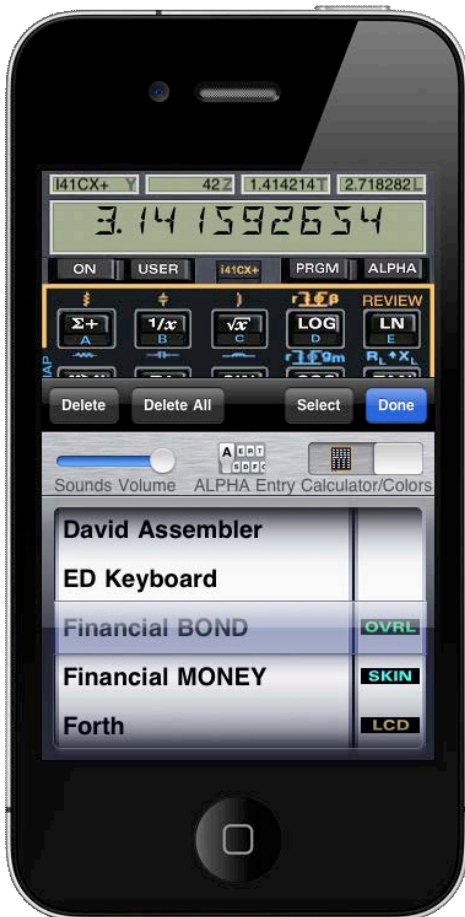 I41CX+ Y 42 Z 1.414214 T 2.718282 L
3.141592654
ON USER i41CX+ PRGM ALPHA
REVIEW
Σ+ 1/x √x LOG LN
A B C D E
Delete Delete All Select Done
A E R T
S D F C
Sounds Volume ALPHA Entry Calculator/Colors
David Assembler
ED Keyboard
Financial BOND OVRL
Financial MONEY SKIN
Forth LCD